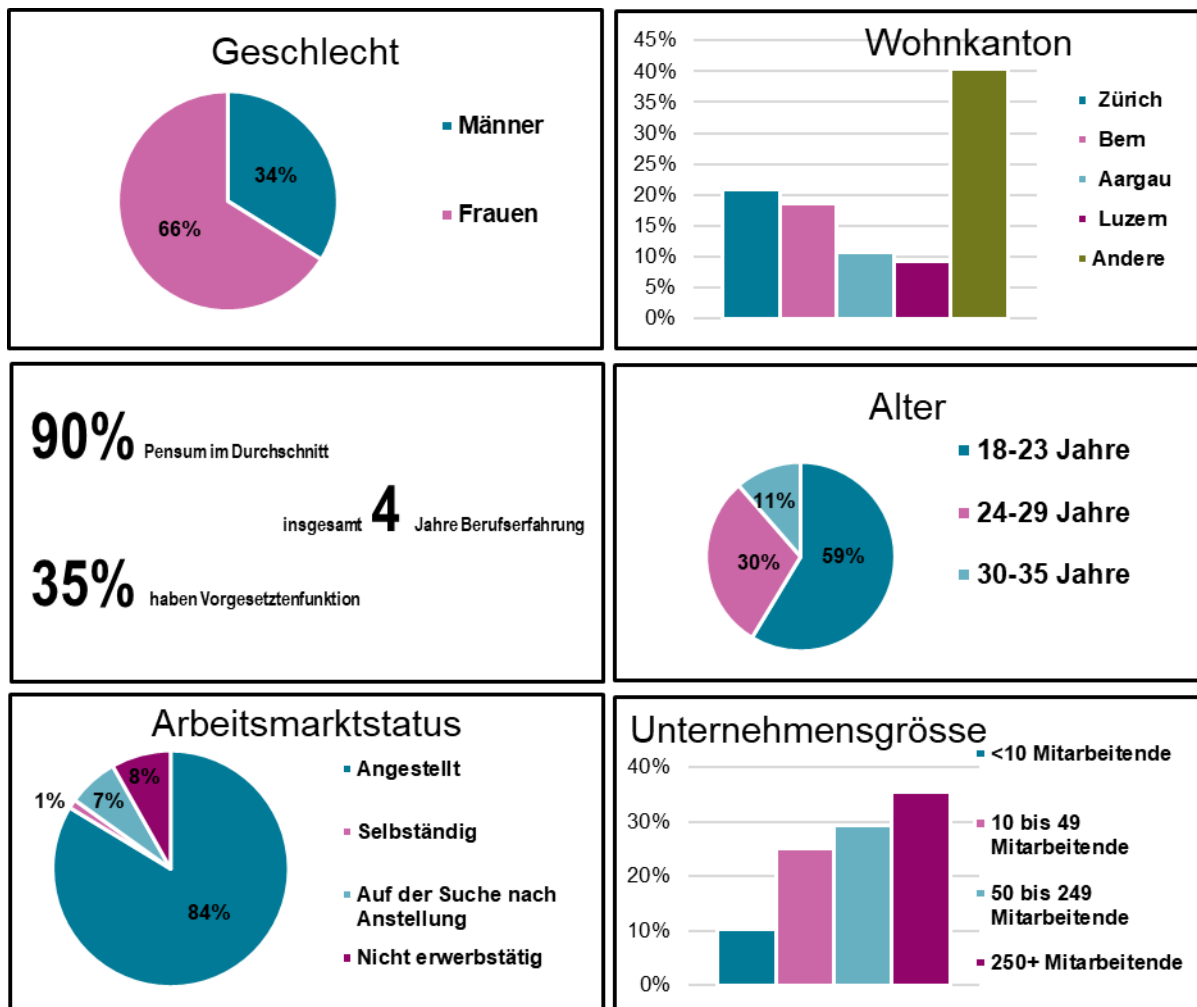 Geschlecht
34%
66%
Männer
Frauen
Wohnkanton
45%
40%
35%
30%
25%
20%
15%
10%
5%
0%
Zürich
Bern
Aargau
Luzern
Andere
90% Pensum im Durchschnitt
insgesamt 4 Jahre Berufserfahrung
35% haben Vorgesetztenfunktion
Alter
11%
30%
59%
18-23 Jahre
24-29 Jahre
30-35 Jahre
Arbeitsmarktstatus
8%
1%
7%
84%
Angestellt
Selbständig
Auf der Suche nach
Anstellung
Nicht erwerbstätig
Unternehmensgrösse
40%
30%
20%
10%
0%
<10 Mitarbeitende
10 bis 49
Mitarbeitende
50 bis 249
Mitarbeitende
250+ Mitarbeitende